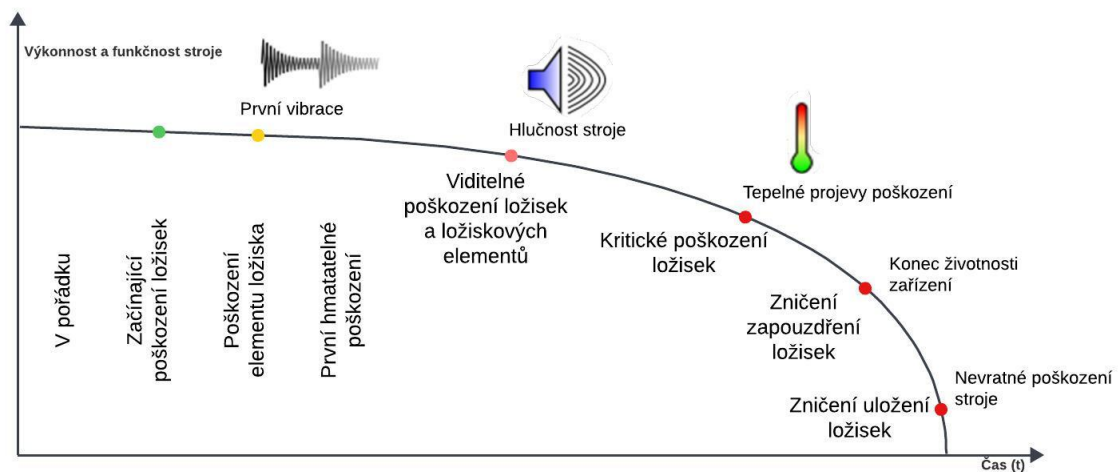 Výkonnost a funkčnost stroje
První vibrace
Hlučnost stroje
Tepelné projevy poškození
Viditelné
poškození ložisek
a ložiskových
elementů
Kritické poškození
ložisek
Konec životnosti
zařízení
V pořádku
Začínající
poškození ložisek
Poškození
elementu ložiska
První hmatatelné
poškození
Zničení
zapouzdření
ložisek
Nevratné poškození
stroje
Zničení uložení
ložisek
Čas (t)